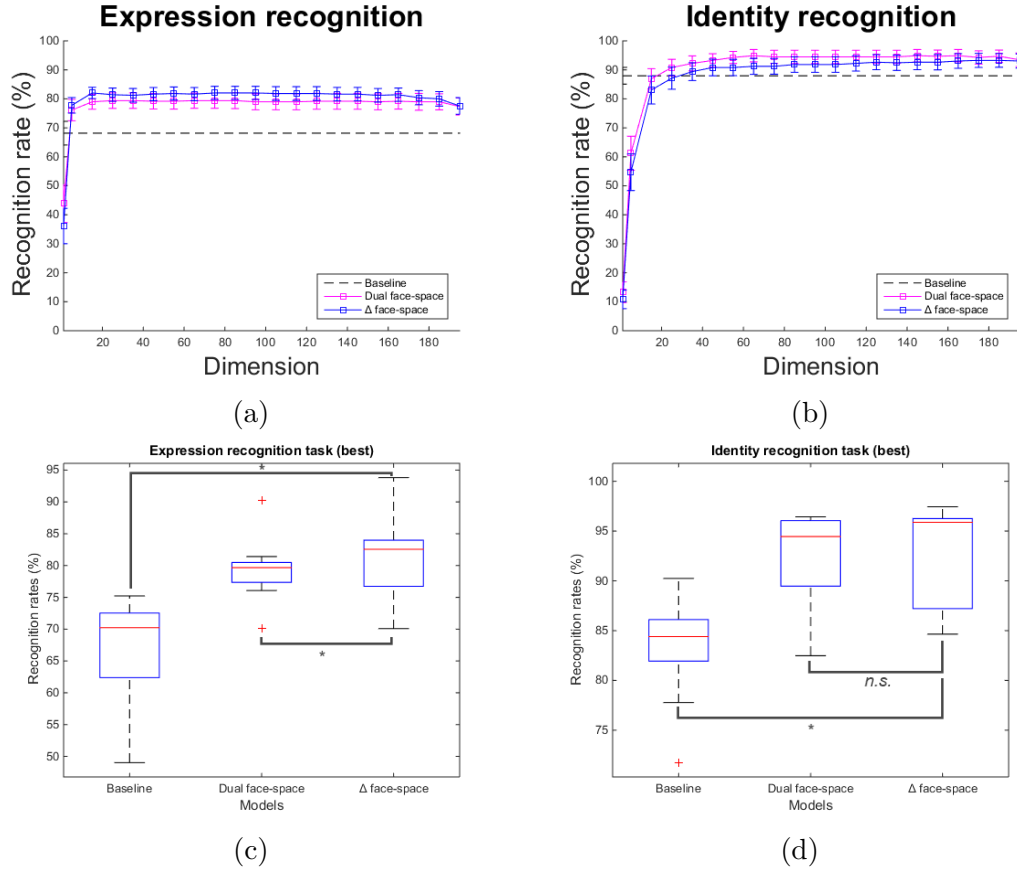 Expression recognition
Recognition rate (%)
100
90
80
70
60
50
40
30
20
10
0
Baseline
Dual face-space
Δ face-space
20 40 60 80 100 120 140 160 180
Dimension
(a)
Identity recognition
Recognition rate (%)
100
90
80
70
60
50
40
30
20
10
0
Baseline
Dual face-space
Δ face-space
20 40 60 80 100 120 140 160 180
Dimension
(b)
Expression recognition task (best)
Recognition rates (%)
95
90
85
80
75
70
65
60
55
50
*
*
Baseline Dual face-space Δ face-space
Models
(c)
Identity recognition task (best)
Recognition rates (%)
100
95
90
85
80
75
n.s.
*
Baseline Dual face-space Δ face-space
Models
(d)